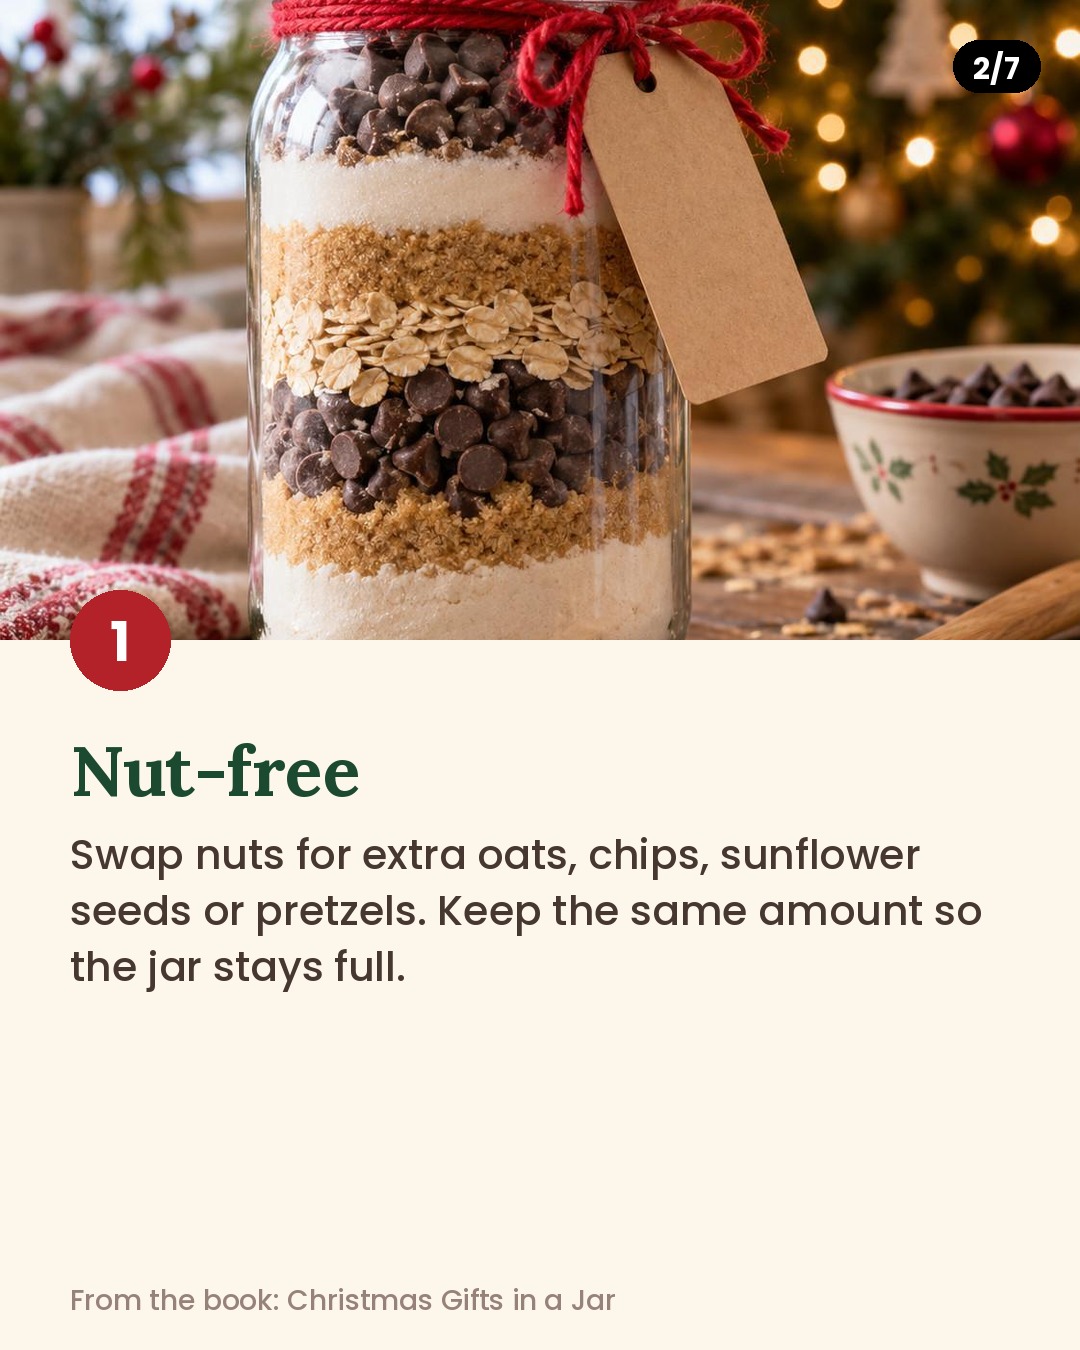 2/7
1
Nut-free
Swap nuts for extra oats, chips, sunflower
seeds or pretzels. Keep the same amount so
the jar stays full.
From the book: Christmas Gifts in a Jar